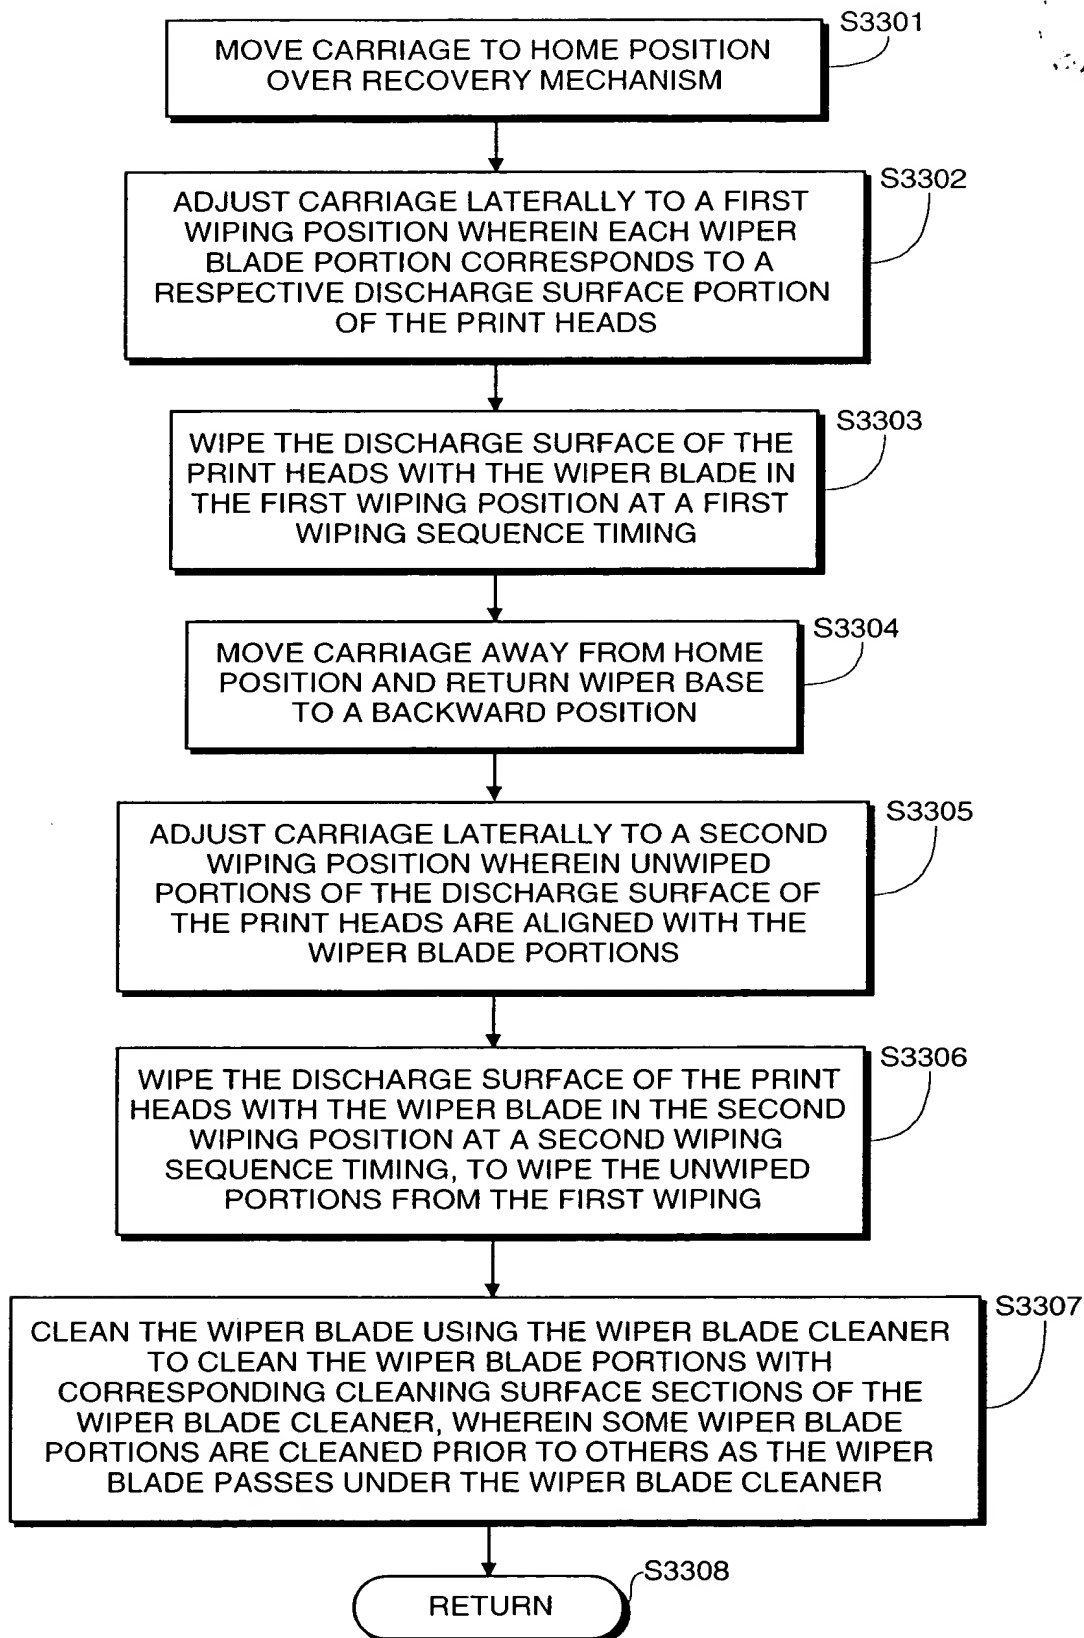 S3301
MOVE CARRIAGE TO HOME POSITION
OVER RECOVERY MECHANISM
S3302
ADJUST CARRIAGE LATERALLY TO A FIRST
WIPING POSITION WHEREIN EACH WIPER
BLADE PORTION CORRESPONDS TO A
RESPECTIVE DISCHARGE SURFACE PORTION
OF THE PRINT HEADS
S3303
WIPE THE DISCHARGE SURFACE OF THE
PRINT HEADS WITH THE WIPER BLADE IN
THE FIRST WIPING POSITION AT A FIRST
WIPING SEQUENCE TIMING
S3304
MOVE CARRIAGE AWAY FROM HOME
POSITION AND RETURN WIPER BASE
TO A BACKWARD POSITION
S3305
ADJUST CARRIAGE LATERALLY TO A SECOND
WIPING POSITION WHEREIN UNWIPED
PORTIONS OF THE DISCHARGE SURFACE OF
THE PRINT HEADS ARE ALIGNED WITH THE
WIPER BLADE PORTIONS
S3306
WIPE THE DISCHARGE SURFACE OF THE PRINT
HEADS WITH THE WIPER BLADE IN THE SECOND
WIPING POSITION AT A SECOND WIPING
SEQUENCE TIMING, TO WIPE THE UNWIPED
PORTIONS FROM THE FIRST WIPING
S3307
CLEAN THE WIPER BLADE USING THE WIPER BLADE CLEANER
TO CLEAN THE WIPER BLADE PORTIONS WITH
CORRESPONDING CLEANING SURFACE SECTIONS OF THE
WIPER BLADE CLEANER, WHEREIN SOME WIPER BLADE
PORTIONS ARE CLEANED PRIOR TO OTHERS AS THE WIPER
BLADE PASSES UNDER THE WIPER BLADE CLEANER
S3308
RETURN